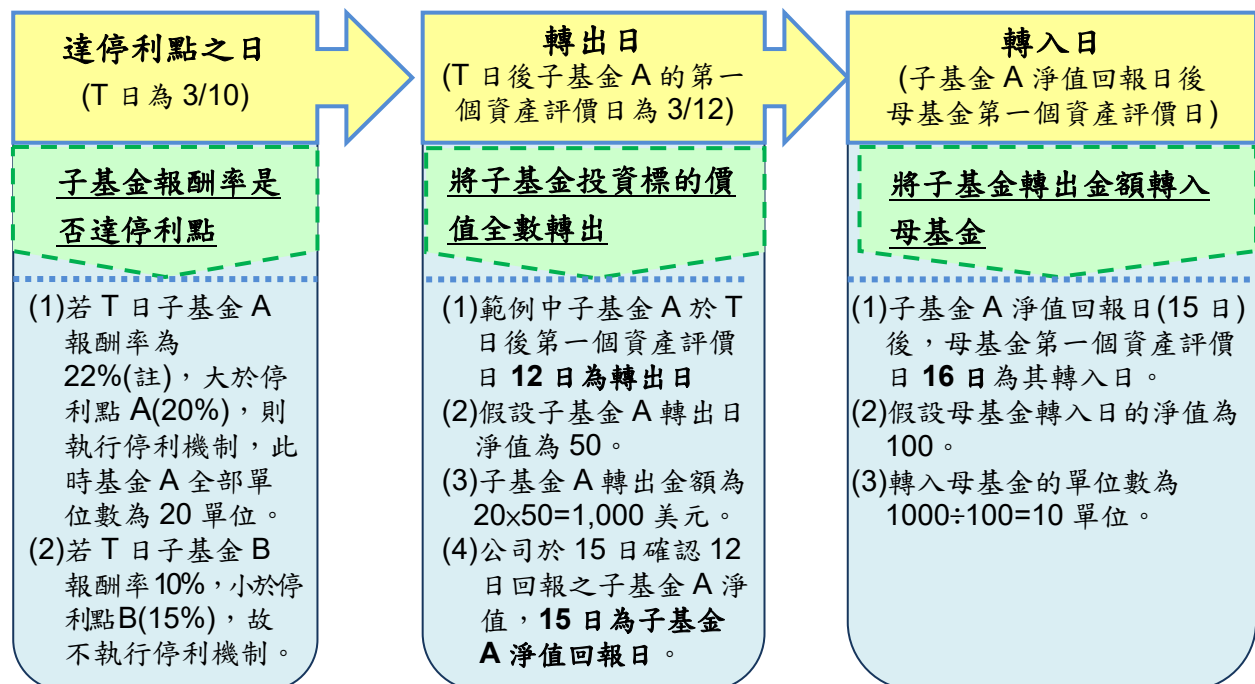 達停利點之日
(T 日為 3/10)
子基金報酬率是
否達停利點
(1)若 T 日子基金 A
報酬率為
22%(註)，大於停
利點 A(20%)，則
執行停利機制，此
時基金 A 全部單
位數為 20 單位。
(2)若 T 日子基金 B
報酬率10%，小於停
利點B(15%)，故
不執行停利機制。
轉出日
(T 日後子基金 A 的第一
個資產評價日為 3/12)
將子基金投資標的價
值全數轉出
(1)範例中子基金 A 於 T
日後第一個資產評價
日 12 日為轉出日
(2)假設子基金 A 轉出日
淨值為 50。
(3)子基金 A 轉出金額為
20×50=1,000 美元。
(4)公司於 15 日確認 12
日回報之子基金 A 淨
值，15 日為子基金
A 淨值回報日。
轉入日
(子基金 A 淨值回報日後
母基金第一個資產評價日)
將子基金轉出金額轉入
母基金
(1)子基金 A 淨值回報日(15 日)
後，母基金第一個資產評價
日 16 日為其轉入日。
(2)假設母基金轉入日的淨值為
100。
(3)轉入母基金的單位數為
1000÷100=10 單位。